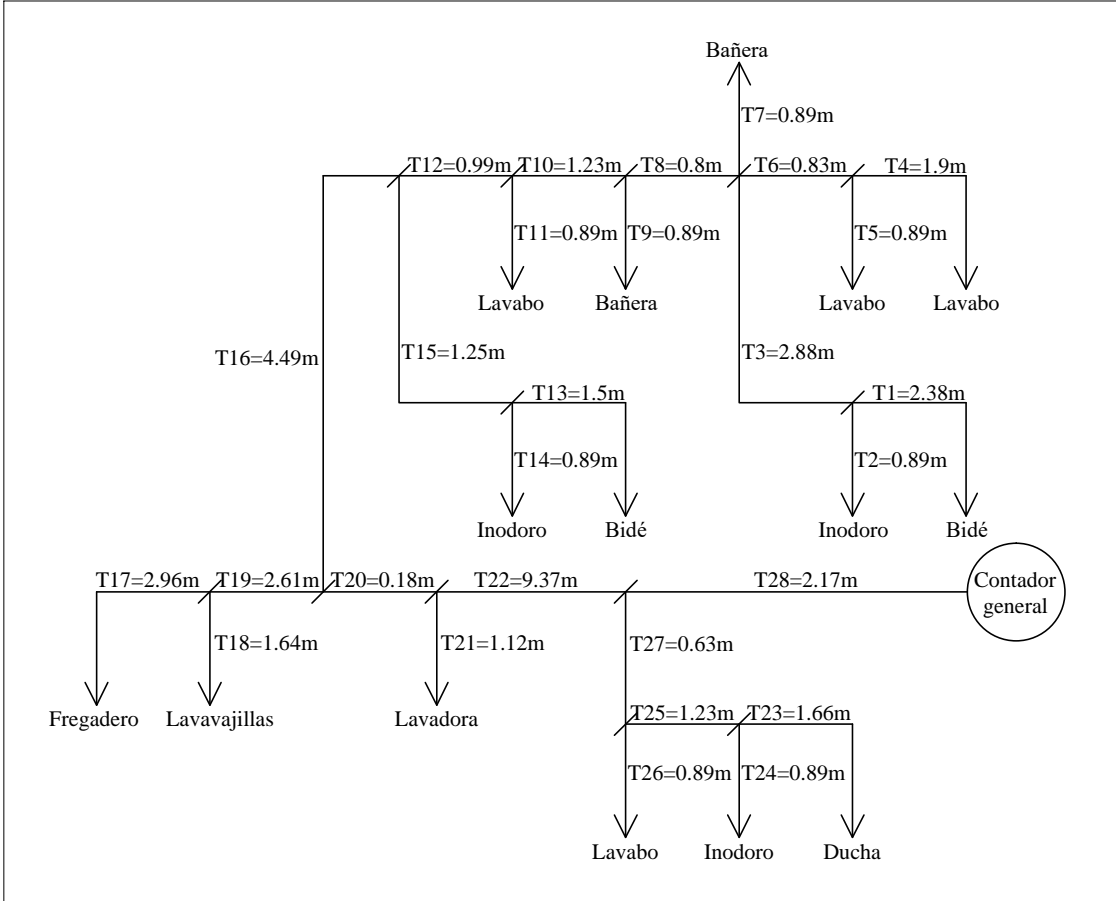 Bañera
T7=0.89m
T12=0.99m
T10=1.23m
T8=0.8m
T6=0.83m
T4=1.9m
T11=0.89m
T9=0.89m
T5=0.89m
Lavabo
Bañera
Lavabo
Lavabo
T16=4.49m
T15=1.25m
T3=2.88m
T13=1.5m
T1=2.38m
T14=0.89m
T2=0.89m
Inodoro
Bidé
Inodoro
Bidé
T17=2.96m
T19=2.61m
T20=0.18m
T22=9.37m
T28=2.17m
Contador
general
T18=1.64m
T21=1.12m
T27=0.63m
Fregadero
Lavavajillas
Lavadora
T25=1.23m
T23=1.66m
T26=0.89m
T24=0.89m
Lavabo
Inodoro
Ducha